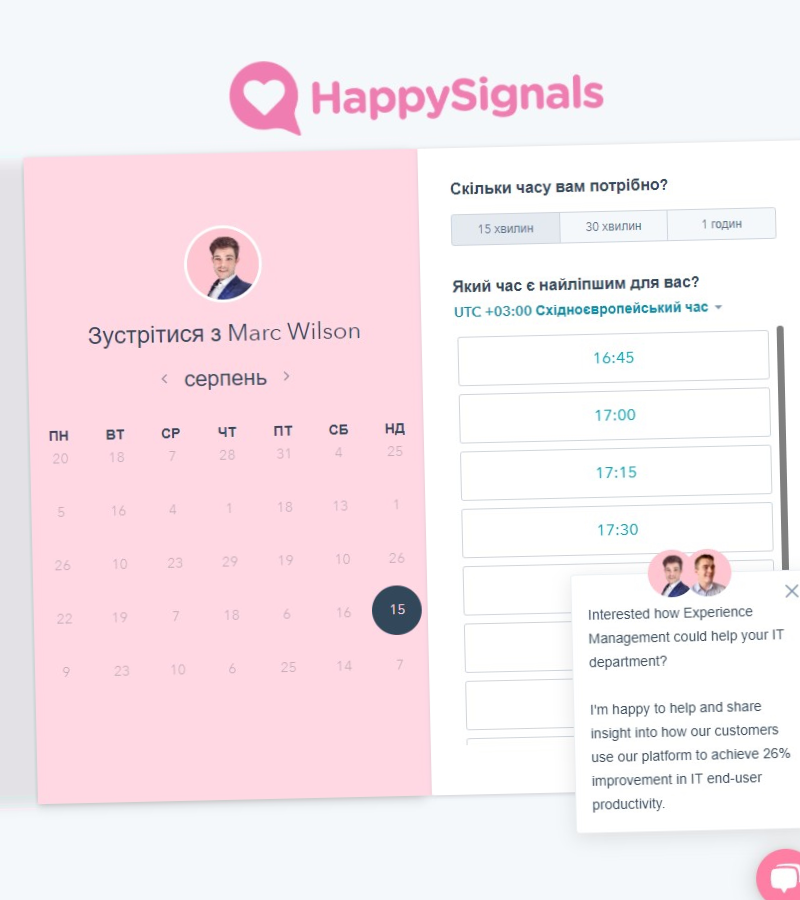 HappySignals
Зустрітися з Marc Wilson
серпень
ПН ВТ СР ЧТ ПТ СБ НД
20 18 7 28 31 4 25
5 16 4 1 18 13 1
26 10 23 29 19 10 26
22 19 7 18 6 16 15
9 23 10 6 25 14 7
Скільки часу вам потрібно?
15 хвилин 30 хвилин 1 годин
Який час є найліпшим для вас?
UTC +03:00 Східноєвропейський час
16:45
17:00
17:15
17:30
Interested how Experience
Management could help your IT
department?
I'm happy to help and share
insight into how our customers
use our platform to achieve 26%
improvement in IT end-user
productivity.